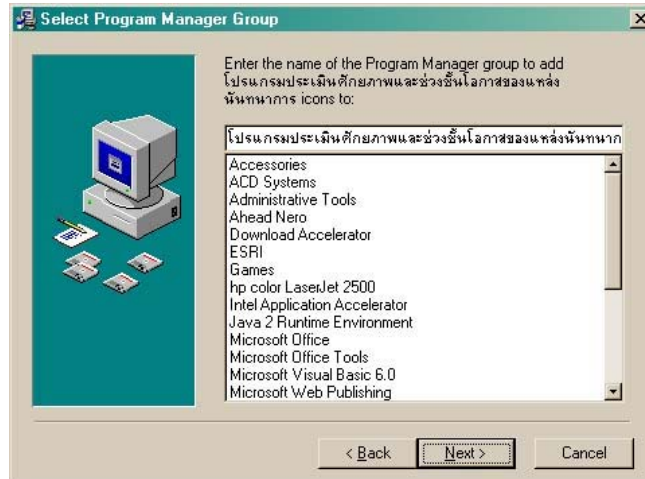 Select Program Manager Group
Enter the name of the Program Manager group to add
โปรแกรมประเมินศักยภาพและช่วงชั้นโอกาสของแหล่ง
นันทนาการ icons to:
โปรแกรมประเมินศักยภาพและช่วงชั้นโอกาสของแหล่งนันทนาก
Accessories
ACD Systems
Administrative Tools
Ahead Nero
Download Accelerator
ESRI
Games
hp color LaserJet 2500
Intel Application Accelerator
Java 2 Runtime Environment
Microsoft Office
Microsoft Office Tools
Microsoft Visual Basic 6.0
Microsoft Web Publishing
< Back Next > Cancel